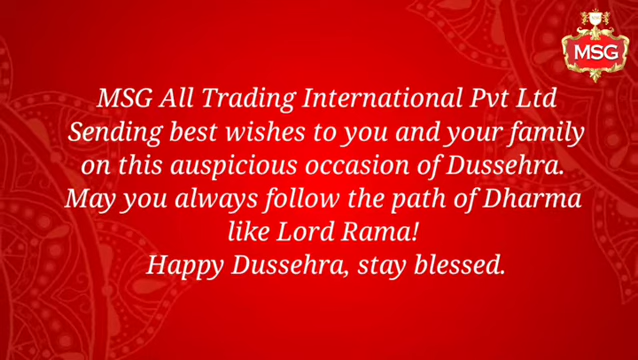 MSG
MSG All Trading International Pvt Ltd
Sending best wishes to you and your family
on this auspicious occasion of Dussehra.
May you always follow the path of Dharma
like Lord Rama!
Happy Dussehra, stay blessed.